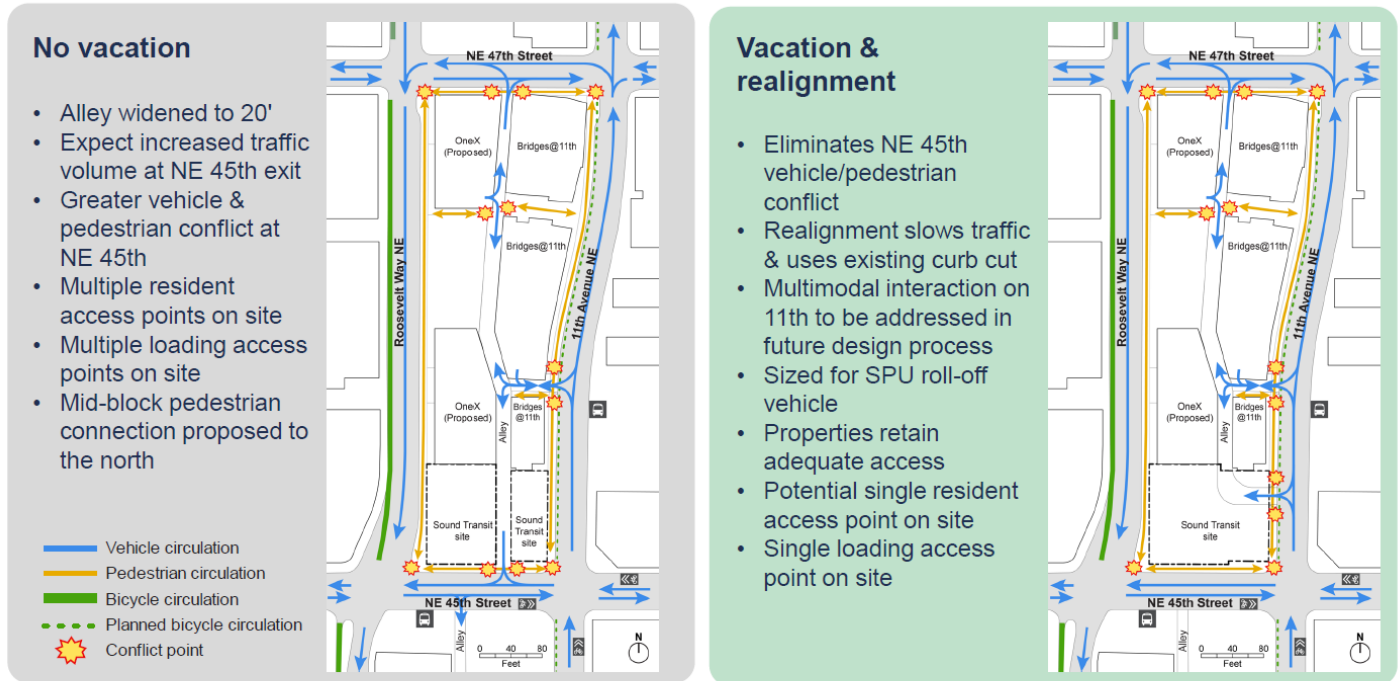 No vacation
• Alley widened to 20'
• Expect increased traffic
volume at NE 45th exit
• Greater vehicle &
pedestrian conflict at
NE 45th
• Multiple resident
access points on site
• Multiple loading access
points on site
• Mid-block pedestrian
connection proposed to
the north
Vehicle circulation
Pedestrian circulation
Bicycle circulation
Planned bicycle circulation
Conflict point
NE 47th Street
OneX
(Proposed)
Bridges@11th
Bridges@11th
Roosevelt Way NE
11th Avenue NE
OneX
(Proposed)
Bridges
@11th
Alley
Sound Transit
site
Sound
Transit
site
NE 45th Street
Alley
0 40 80
Feet
N
Vacation &
realignment
• Eliminates NE 45th
vehicle/pedestrian
conflict
• Realignment slows traffic
& uses existing curb cut
• Multimodal interaction on
11th to be addressed in
future design process
• Sized for SPU roll-off
vehicle
• Properties retain
adequate access
• Potential single resident
access point on site
• Single loading access
point on site
NE 47th Street
OneX
(Proposed)
Bridges@11th
Bridges@11th
Roosevelt Way NE
11th Avenue NE
OneX
(Proposed)
Bridges
@11th
Alley
Sound Transit
site
NE 45th Street
Alley
0 40 80
Feet
N